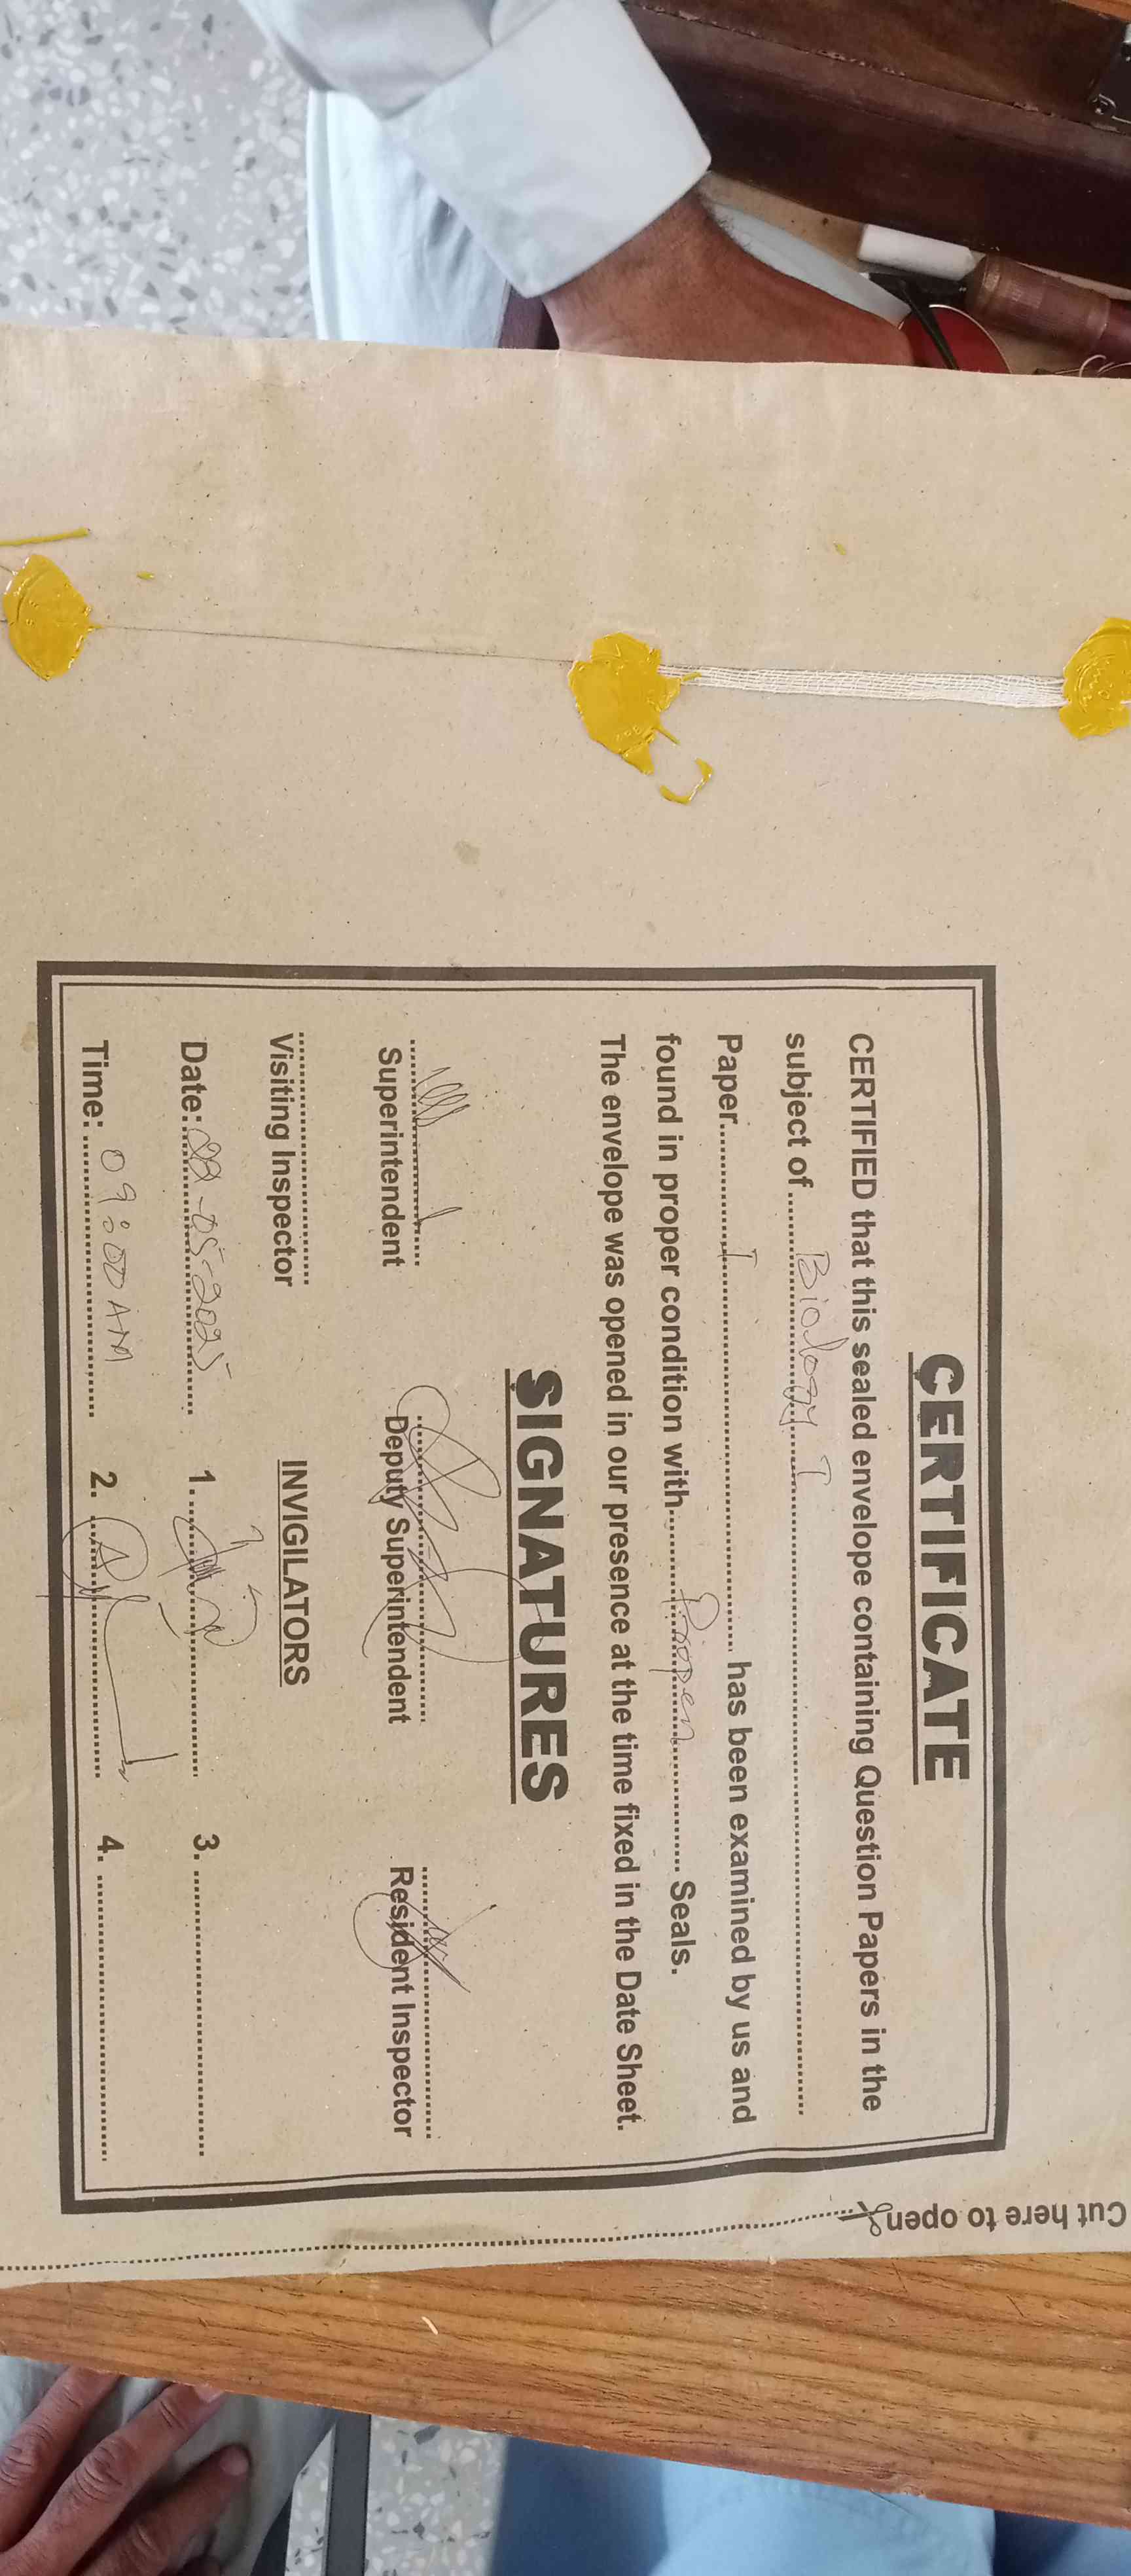 CERTIFICATE
CERTIFIED that this sealed envelope containing Question Papers in the
subject of .......... Biology I ..........
Paper.......... I .......... has been examined by us and
found in proper condition with.......... Proper .......... Seals.
The envelope was opened in our presence at the time fixed in the Date Sheet.
SIGNATURES
Superintendent Deputy Superintendent Resident Inspector
Visiting Inspector INVIGILATORS
Date: -05-2025 1. 3.
Time: 09:00 AM 2. 4.
Cut here to open